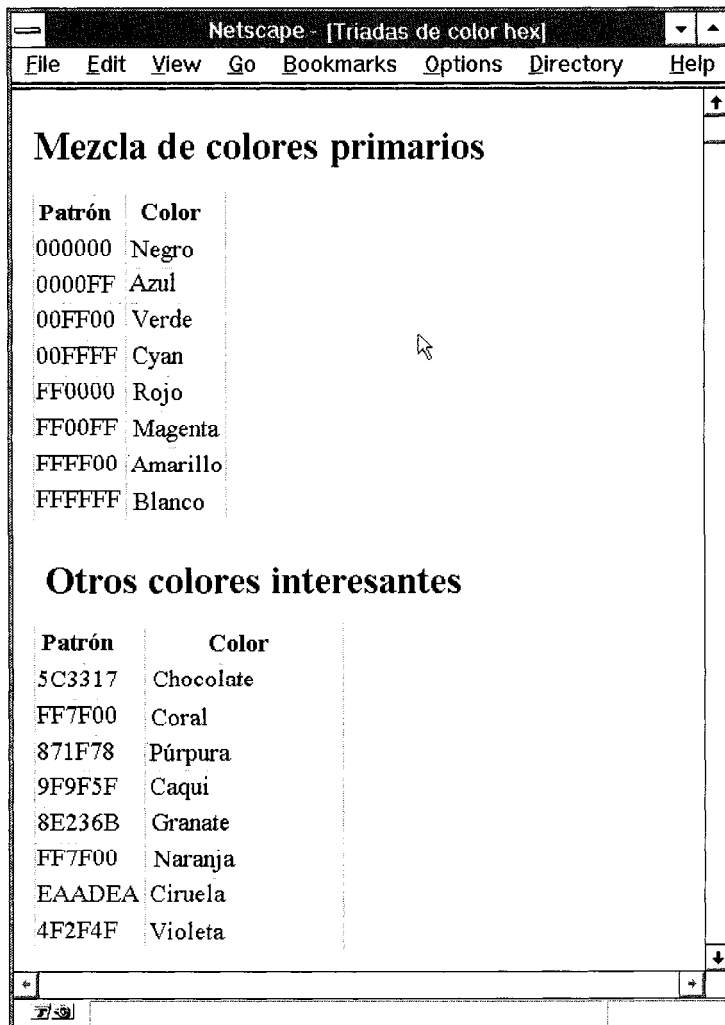 Netscape - [Triadas de color hex]
File Edit View Go Bookmarks Options Directory Help
Mezcla de colores primarios
Patrón Color
000000 Negro
0000FF Azul
00FF00 Verde
00FFFF Cyan
FF0000 Rojo
FF00FF Magenta
FFFF00 Amarillo
FFFFFF Blanco
Otros colores interesantes
Patrón Color
5C3317 Chocolate
FF7F00 Coral
871F78 Púrpura
9F9F5F Caqui
8E236B Granate
FF7F00 Naranja
EAADEA Ciruela
4F2F4F Violeta